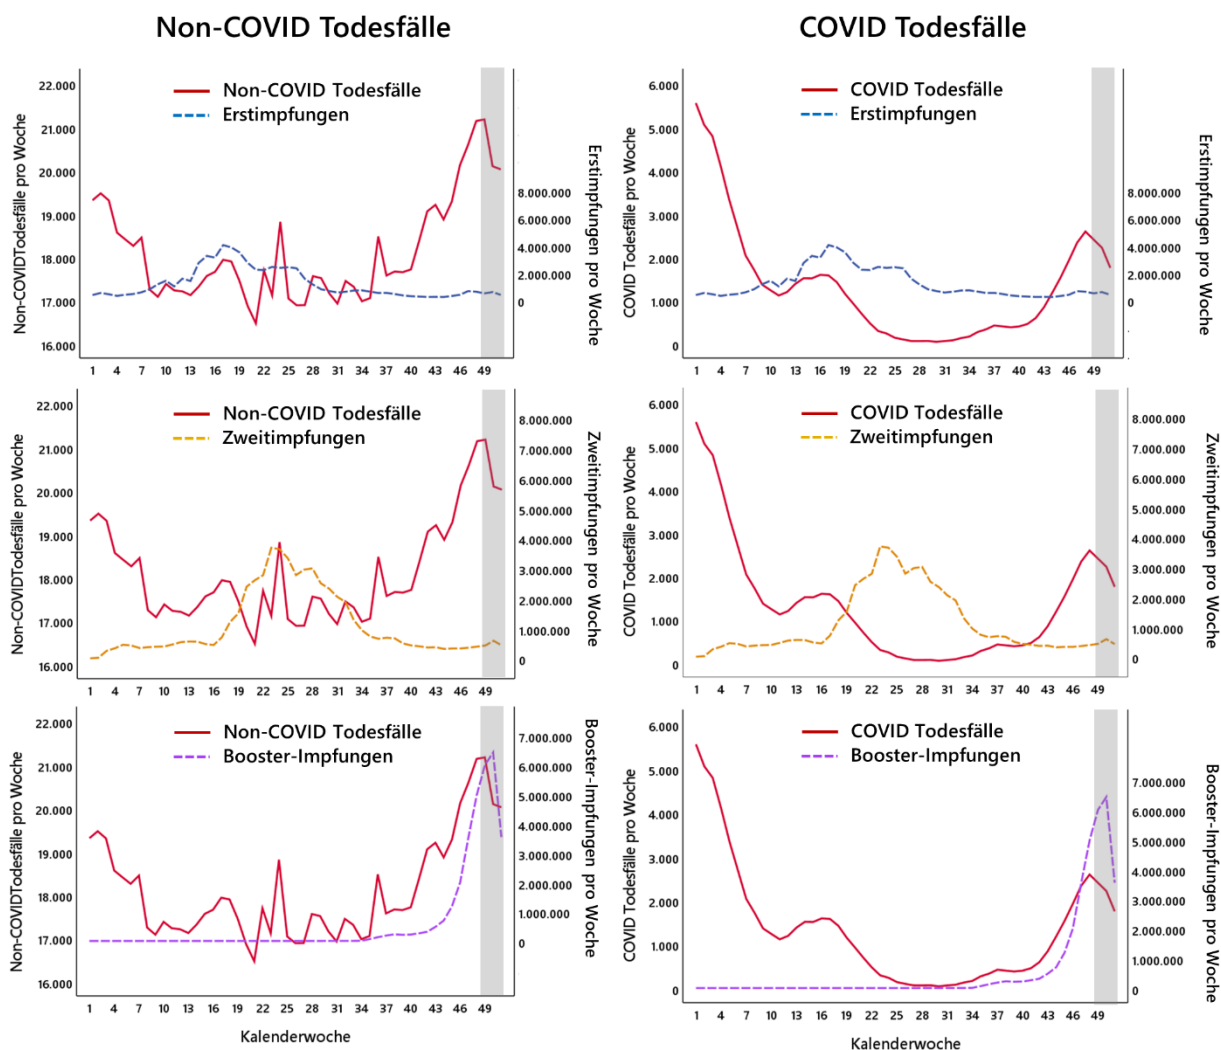 Non-COVID Todesfälle
COVID Todesfälle
Non-COVID Todesfälle
Erstimpfungen
22.000
21.000
20.000
19.000
18.000
17.000
16.000
Non-COVIDTodesfälle pro Woche
8.000.000
6.000.000
4.000.000
2.000.000
0
Erstimpfungen pro Woche
1 4 7 10 13 16 19 22 25 28 31 34 37 40 43 46 49
COVID Todesfälle
Erstimpfungen
6.000
5.000
4.000
3.000
2.000
1.000
0
COVID Todesfälle pro Woche
8.000.000
6.000.000
4.000.000
2.000.000
0
Erstimpfungen pro Woche
1 4 7 10 13 16 19 22 25 28 31 34 37 40 43 46 49
Non-COVID Todesfälle
Zweitimpfungen
22.000
21.000
20.000
19.000
18.000
17.000
16.000
Non-COVIDTodesfälle pro Woche
8.000.000
7.000.000
6.000.000
5.000.000
4.000.000
3.000.000
2.000.000
1.000.000
0
Zweitimpfungen pro Woche
1 4 7 10 13 16 19 22 25 28 31 34 37 40 43 46 49
COVID Todesfälle
Zweitimpfungen
6.000
5.000
4.000
3.000
2.000
1.000
0
COVID Todesfälle pro Woche
8.000.000
7.000.000
6.000.000
5.000.000
4.000.000
3.000.000
2.000.000
1.000.000
0
Zweitimpfungen pro Woche
1 4 7 10 13 16 19 22 25 28 31 34 37 40 43 46 49
Non-COVID Todesfälle
Booster-Impfungen
22.000
21.000
20.000
19.000
18.000
17.000
16.000
Non-COVIDTodesfälle pro Woche
7.000.000
6.000.000
5.000.000
4.000.000
3.000.000
2.000.000
1.000.000
0
Booster-Impfungen pro Woche
1 4 7 10 13 16 19 22 25 28 31 34 37 40 43 46 49
Kalenderwoche
COVID Todesfälle
Booster-Impfungen
6.000
5.000
4.000
3.000
2.000
1.000
0
COVID Todesfälle pro Woche
7.000.000
6.000.000
5.000.000
4.000.000
3.000.000
2.000.000
1.000.000
0
Booster-Impfungen pro Woche
1 4 7 10 13 16 19 22 25 28 31 34 37 40 43 46 49
Kalenderwoche